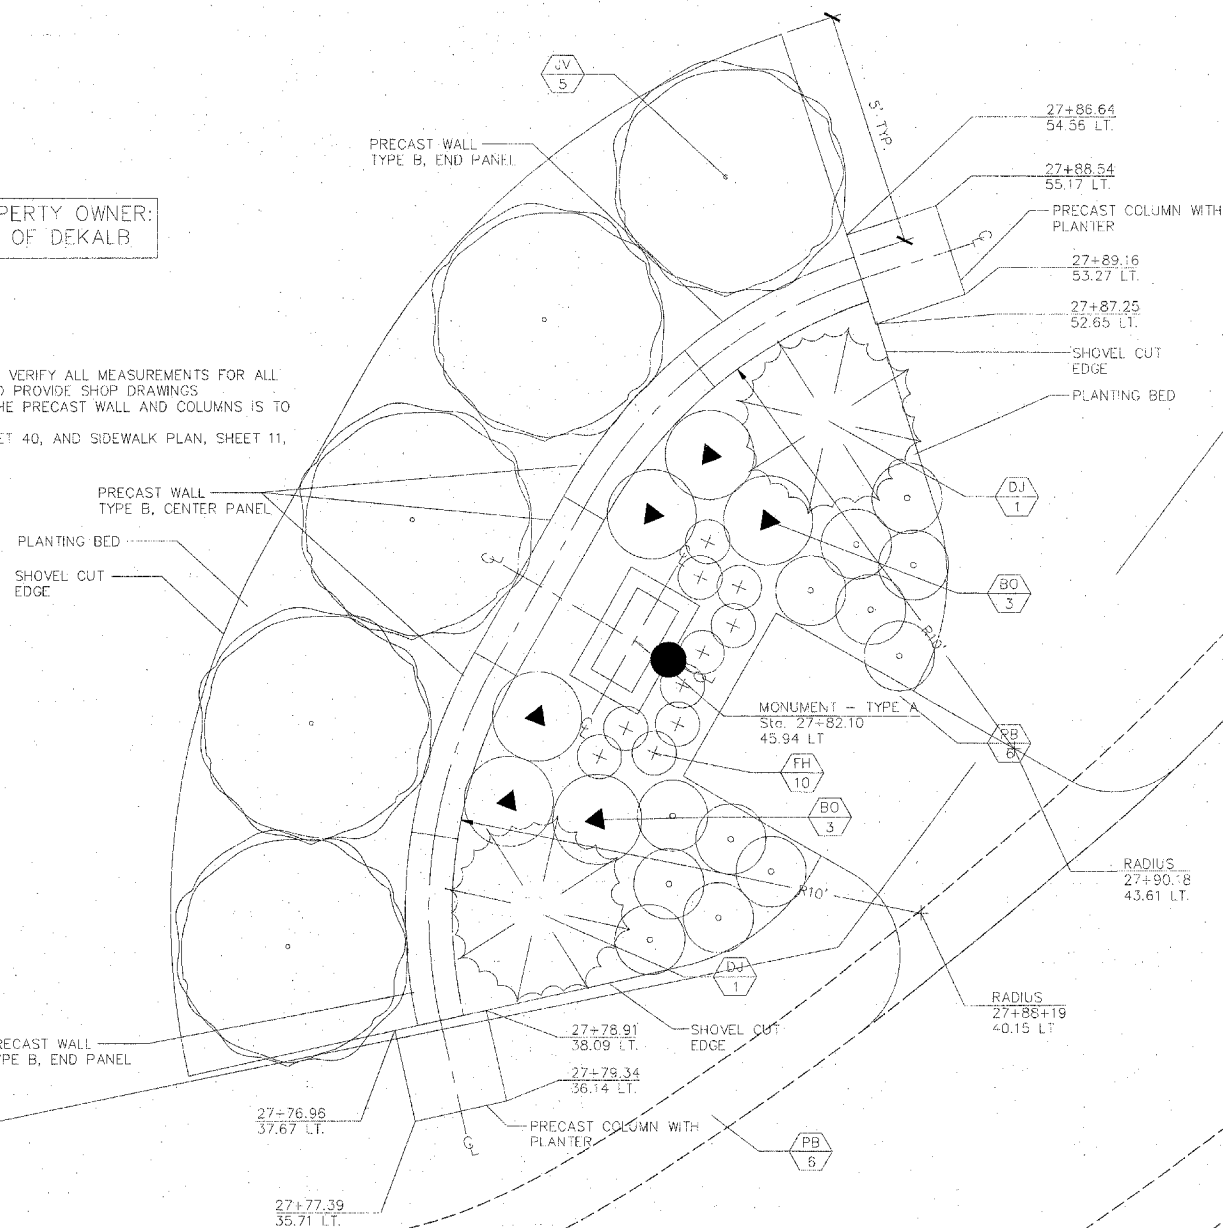 JV
5
5' TYP
27+86.64
54.56 LT.
PRECAST WALL
TYPE B, END PANEL
27+88.54
55.17 LT.
PRECAST COLUMN WITH
PLANTER
PERTY OWNER:
OF DEKALB
27+89.16
53.27 LT.
27+87.25
52.65 LT.
SHOVEL CUT
EDGE
VERIFY ALL MEASUREMENTS FOR ALL
PROVIDE SHOP DRAWINGS
HE PRECAST WALL AND COLUMNS IS TO
ET 40, AND SIDEWALK PLAN, SHEET 11,
PLANTING BED
PRECAST WALL
TYPE B, CENTER PANEL
DJ
1
PLANTING BED
SHOVEL CUT
EDGE
BO
3
MONUMENT - TYPE A
Sta. 27+82.10
45.94 LT
FH
10
BO
3
RADIUS
27+90.18
43.61 LT.
R10'
DJ
1
RADIUS
27+88+19
40.15 LT
27+78.91
38.09 LT.
SHOVEL CUT
EDGE
RECAST WALL
YPE B, END PANEL
27+79.34
36.14 LT.
27+76.96
37.67 LT.
PRECAST COLUMN WITH
PLANTER
PB
6
27+77.39
35.71 LT.